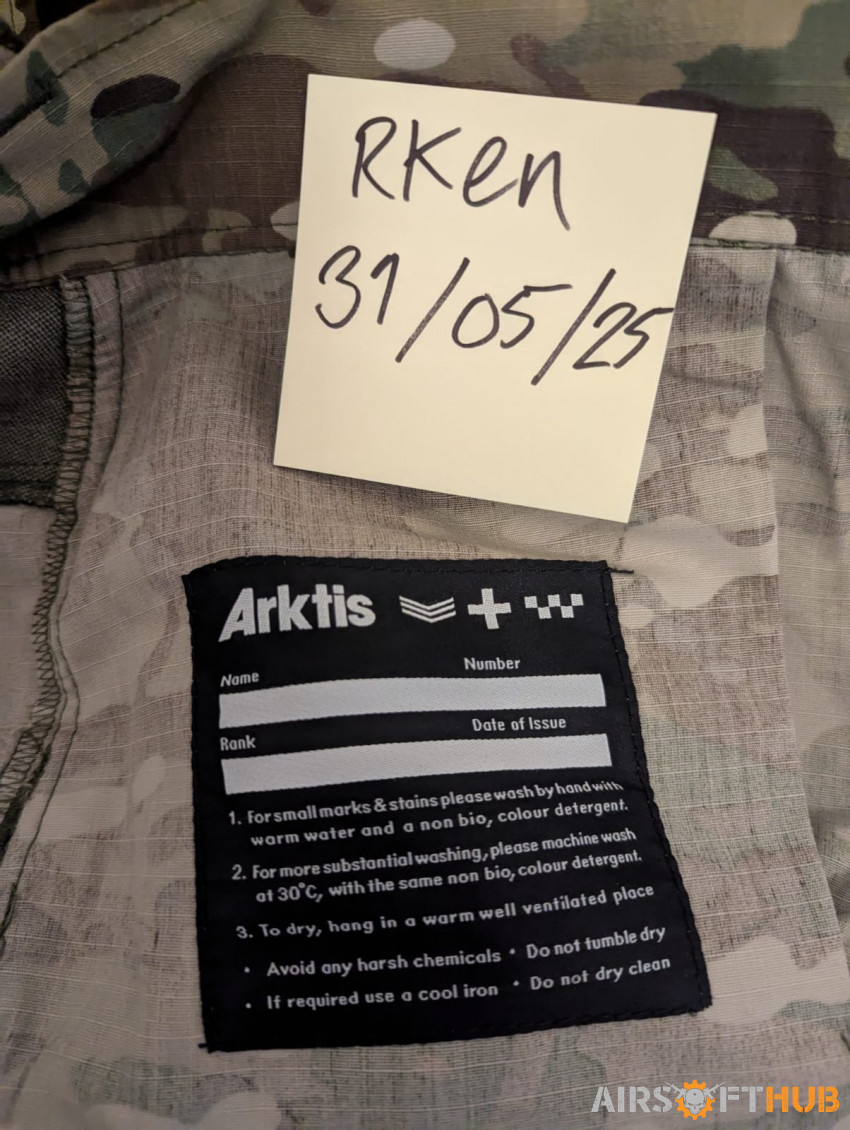 RKen
31/05/25
Arktis
Name Number
Rank Date of Issue
1. For small marks & stains please wash by hand with
warm water and a non bio, colour detergent.
2. For more substantial washing, please machine wash
at 30°C, with the same non bio, colour detergent.
3. To dry, hang in a warm well ventilated place
• Avoid any harsh chemicals • Do not tumble dry
• If required use a cool iron • Do not dry clean
AIRSOFTHUB